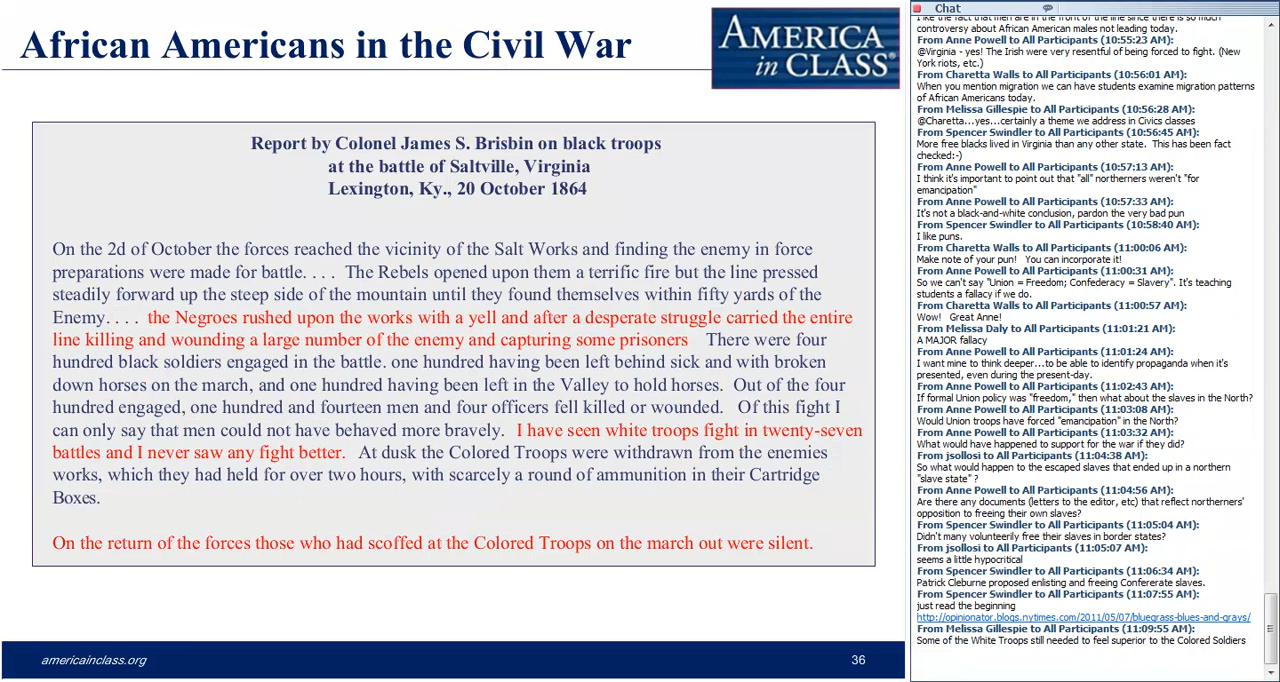 African Americans in the Civil War
AMERICA
in CLASS®
Report by Colonel James S. Brisbin on black troops
at the battle of Saltville, Virginia
Lexington, Ky., 20 October 1864
On the 2d of October the forces reached the vicinity of the Salt Works and finding the enemy in force
preparations were made for battle. . . . The Rebels opened upon them a terrific fire but the line pressed
steadily forward up the steep side of the mountain until they found themselves within fifty yards of the
Enemy. . . . the Negroes rushed upon the works with a yell and after a desperate struggle carried the entire
line killing and wounding a large number of the enemy and capturing some prisoners There were four
hundred black soldiers engaged in the battle. one hundred having been left behind sick and with broken
down horses on the march, and one hundred having been left in the Valley to hold horses. Out of the four
hundred engaged, one hundred and fourteen men and four officers fell killed or wounded. Of this fight I
can only say that men could not have behaved more bravely. I have seen white troops fight in twenty-seven
battles and I never saw any fight better. At dusk the Colored Troops were withdrawn from the enemies
works, which they had held for over two hours, with scarcely a round of ammunition in their Cartridge
Boxes.
On the return of the forces those who had scoffed at the Colored Troops on the march out were silent.
americainclass.org
36
Chat
I like the fact that men are in the front of the line since there is so much
controversy about African American males not leading today.
From Anne Powell to All Participants (10:55:23 AM):
@Virginia - yes! The Irish were very resentful of being forced to fight. (New
York riots, etc.)
From Charetta Walls to All Participants (10:56:01 AM):
When you mention migration we can have students examine migration patterns
of African Americans today.
From Melissa Gillespie to All Participants (10:56:28 AM):
@Charetta...yes...certainly a theme we address in Civics classes
From Spencer Swindler to All Participants (10:56:45 AM):
More free blacks lived in Virginia than any other state. This has been fact
checked:-)
From Anne Powell to All Participants (10:57:13 AM):
I think it's important to point out that "all" northerners weren't "for
emancipation"
From Anne Powell to All Participants (10:57:33 AM):
It's not a black-and-white conclusion, pardon the very bad pun
From Spencer Swindler to All Participants (10:58:40 AM):
I like puns.
From Charetta Walls to All Participants (11:00:06 AM):
Make note of your pun! You can incorporate it!
From Anne Powell to All Participants (11:00:31 AM):
So we can't say "Union = Freedom; Confederacy = Slavery". It's teaching
students a fallacy if we do.
From Charetta Walls to All Participants (11:00:57 AM):
Wow! Great Anne!
From Melissa Daly to All Participants (11:01:21 AM):
A MAJOR fallacy
From Anne Powell to All Participants (11:01:24 AM):
I want mine to think deeper...to be able to identify propaganda when it's
presented, even during the present-day.
From Anne Powell to All Participants (11:02:43 AM):
If formal Union policy was "freedom," then what about the slaves in the North?
From Anne Powell to All Participants (11:03:08 AM):
Would Union troops have forced "emancipation" in the North?
From Anne Powell to All Participants (11:03:32 AM):
What would have happened to support for the war if they did?
From jsollosi to All Participants (11:04:38 AM):
So what would happen to the escaped slaves that ended up in a northern
"slave state" ?
From Anne Powell to All Participants (11:04:56 AM):
Are there any documents (letters to the editor, etc) that reflect northerners'
opposition to freeing their own slaves?
From Spencer Swindler to All Participants (11:05:04 AM):
Didn't many volunteerily free their slaves in border states?
From jsollosi to All Participants (11:05:07 AM):
seems a little hypocritical
From Spencer Swindler to All Participants (11:06:34 AM):
Patrick Cleburne proposed enlisting and freeing Confererate slaves.
From Spencer Swindler to All Participants (11:07:55 AM):
just read the beginning
http://opinionator.blogs.nytimes.com/2011/05/07/bluegrass-blues-and-grays/
From Melissa Gillespie to All Participants (11:09:55 AM):
Some of the White Troops still needed to feel superior to the Colored Soldiers